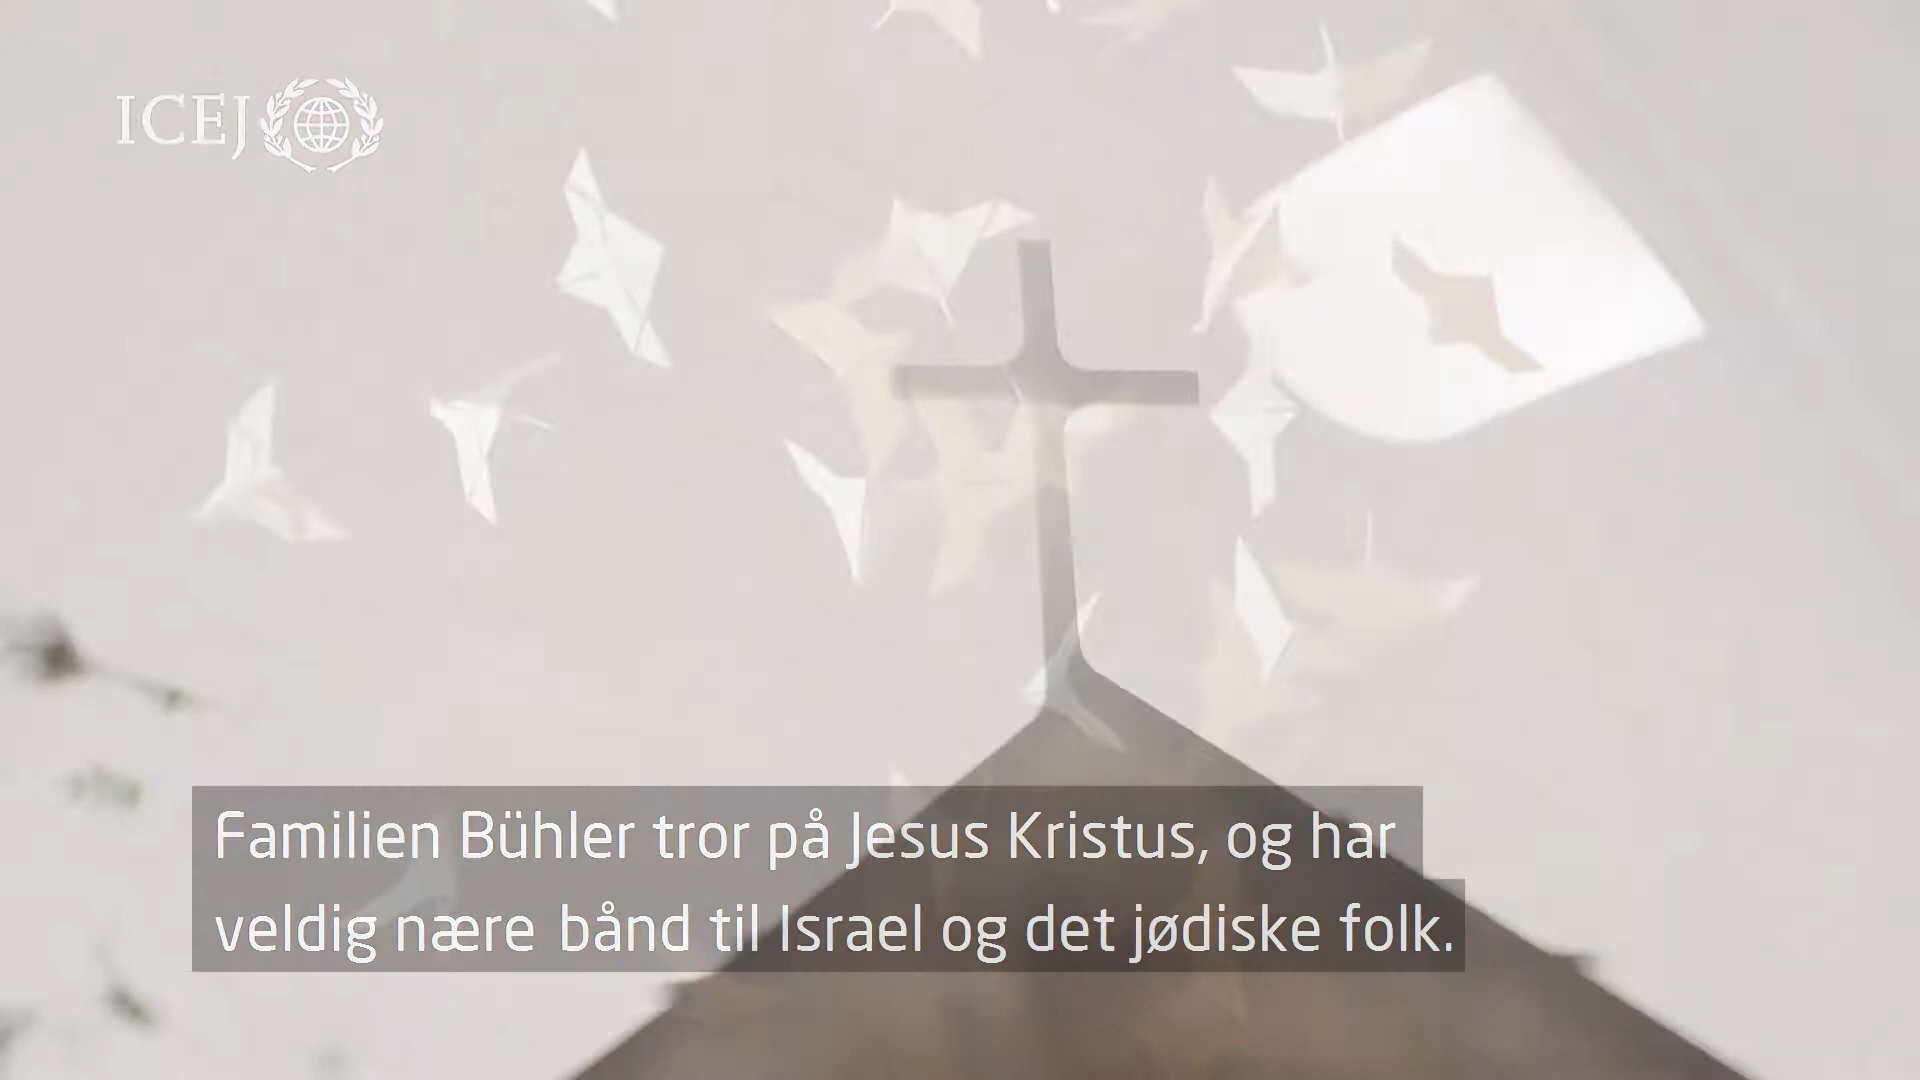 ICEJ
Familien Bühler tror på Jesus Kristus, og har
veldig nære bånd til Israel og det jødiske folk.